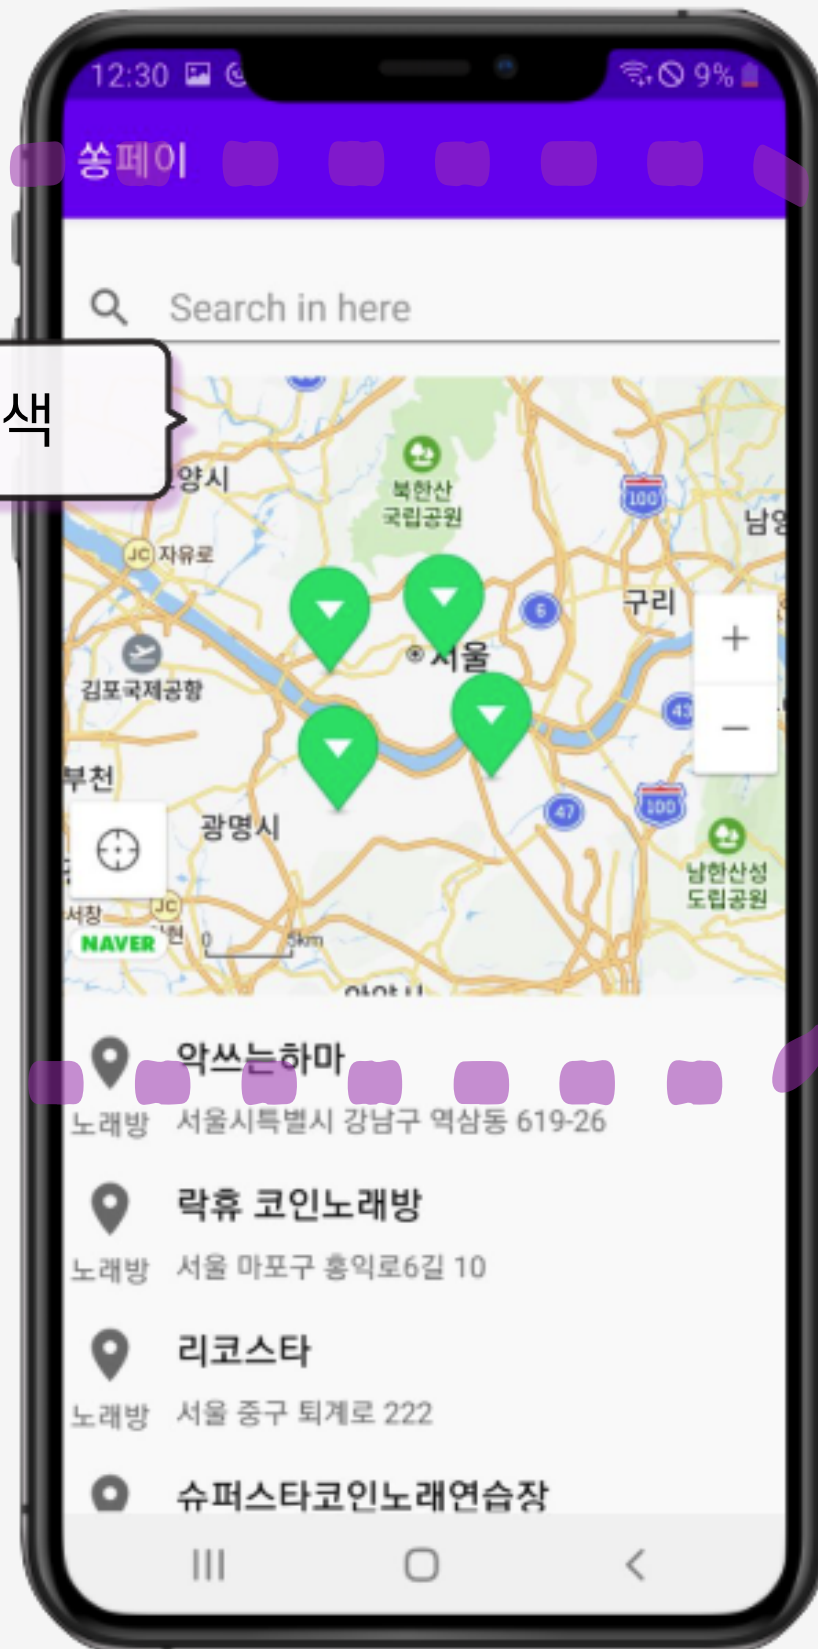 12:30
9%
쏭페이
Search in here
색
양시
북한산
국립공원
100
남양
JC 자유로
6
구리
서울
김포국제공항
43
부천
47
100
광명시
남한산성
도립공원
서창
JC
NAVER
0 5km
악쓰는하마
노래방 서울시특별시 강남구 역삼동 619-26
락휴 코인노래방
노래방 서울 마포구 홍익로6길 10
리코스타
노래방 서울 중구 퇴계로 222
슈퍼스타코인노래연습장